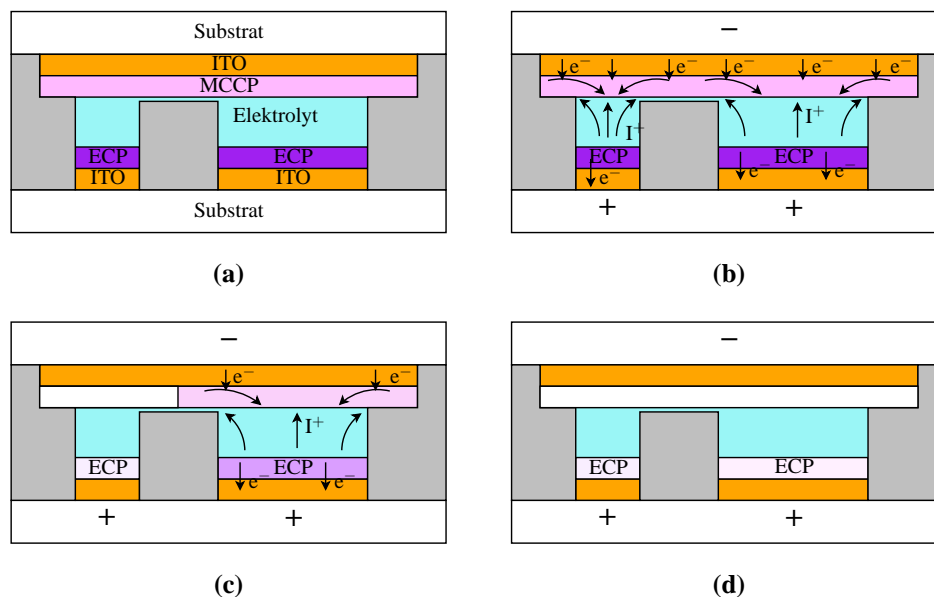 Substrat
ITO
MCCP
Elektrolyt
ECP
ECP
ITO
ITO
Substrat
(a)
−
e− e− e− e− e−
I+
I+
ECP
ECP
e−
e−
e−
+
+
(b)
−
e−
e−
I+
ECP
ECP
e−
e−
+
+
(c)
−
ECP
ECP
+
+
(d)